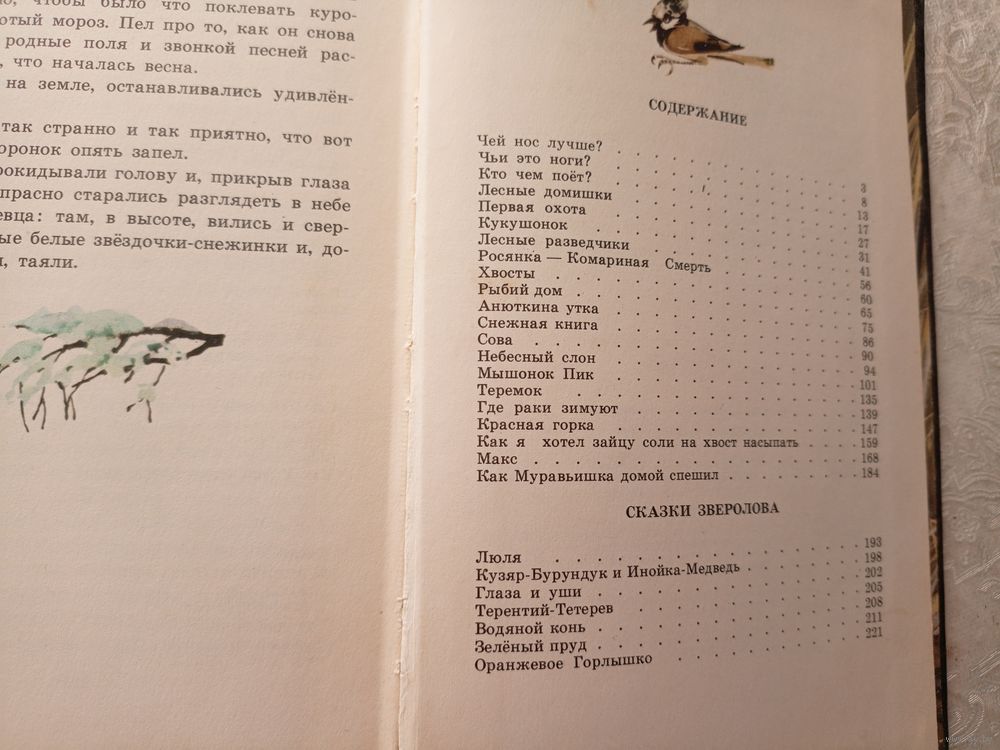 но, чтобы было что поклевать куро-
отый мороз. Пел про то, как он снова
родные поля и звонкой песней рас-
, что началась весна.
на земле, останавливались удивлён-
так странно и так приятно, что вот
воронок опять запел.
рокидывали голову и, прикрыв глаза
прасно старались разглядеть в небе
евца: там, в высоте, вились и свер-
ые белые звёздочки-снежинки и, до-
, таяли.
СОДЕРЖАНИЕ
Чей нос лучше? 3
Чьи это ноги? 8
Кто чем поёт? 13
Лесные домишки 17
Первая охота 27
Кукушонок 31
Лесные разведчики 41
Росянка — Комариная Смерть 56
Хвосты 60
Рыбий дом 65
Анюткина утка 75
Снежная книга 86
Сова 90
Небесный слон 94
Мышонок Пик 101
Теремок 135
Где раки зимуют 139
Красная горка 147
Как я хотел зайцу соли на хвост насыпать 159
Макс 168
Как Муравьишка домой спешил 184
СКАЗКИ ЗВЕРОЛОВА
Люля 193
Кузяр-Бурундук и Инойка-Медведь 198
Глаза и уши 202
Терентий-Тетерев 205
Водяной конь 208
Зелёный пруд 211
Оранжевое Горлышко 221